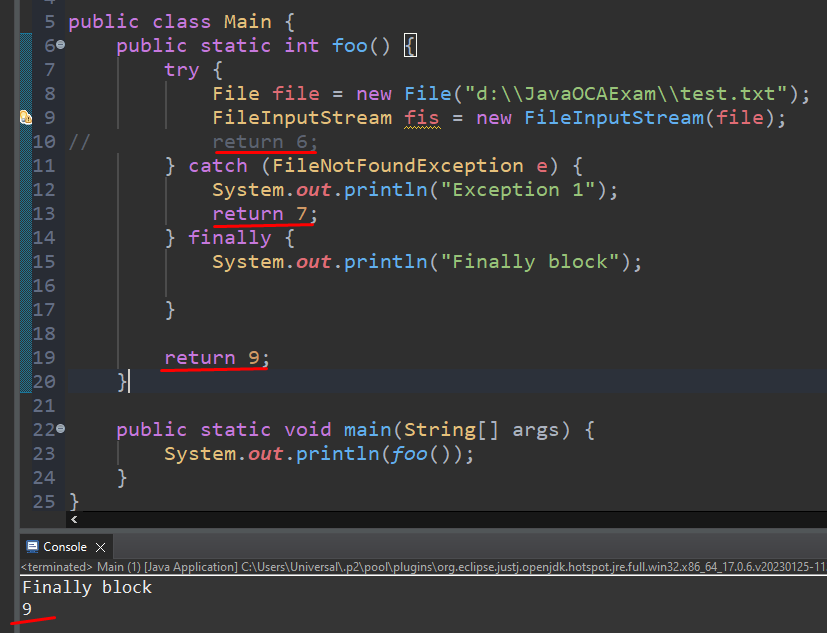 5 public class Main {
6 public static int foo() {
7 try {
8 File file = new File("d:\\JavaOCAExam\\test.txt");
9 FileInputStream fis = new FileInputStream(file);
10 // return 6;
11 } catch (FileNotFoundException e) {
12 System.out.println("Exception 1");
13 return 7;
14 } finally {
15 System.out.println("Finally block");
16
17 }
18
19 return 9;
20 }
21
22 public static void main(String[] args) {
23 System.out.println(foo());
24 }
25 }
Console
<terminated> Main (1) [Java Application] C:\Users\Universal\.p2\pool\plugins\org.eclipse.justj.openjdk.hotspot.jre.full.win32.x86_64_17.0.6.v20230125-11
Finally block
9